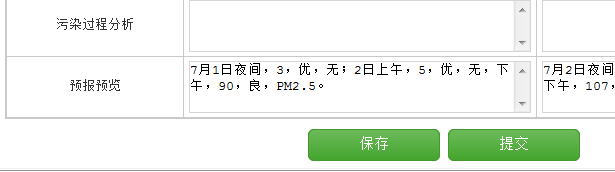 污染过程分析
预报预览
7月1日夜间，3，优，无；2日上午，5，优，无，下
午，90，良，PM2.5。
7月2日夜间
下午，107，
保存
提交